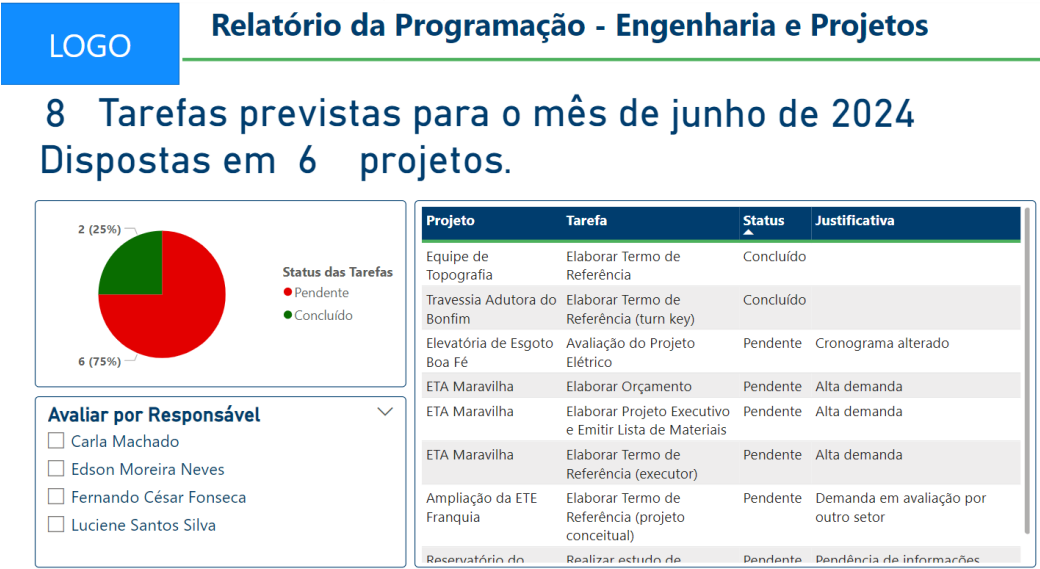 LOGO
Relatório da Programação - Engenharia e Projetos
8 Tarefas previstas para o mês de junho de 2024
Dispostas em 6 projetos.
2 (25%)
6 (75%)
Status das Tarefas
Pendente
Concluído
Avaliar por Responsável
Carla Machado
Edson Moreira Neves
Fernando César Fonseca
Luciene Santos Silva
Projeto Tarefa Status Justificativa
Equipe de Elaborar Termo de Concluído
Topografia Referência
Travessia Adutora do Elaborar Termo de Concluído
Bonfim Referência (turn key)
Elevatória de Esgoto Avaliação do Projeto Pendente Cronograma alterado
Boa Fé Elétrico
ETA Maravilha Elaborar Orçamento Pendente Alta demanda
ETA Maravilha Elaborar Projeto Executivo Pendente Alta demanda
e Emitir Lista de Materiais
ETA Maravilha Elaborar Termo de Pendente Alta demanda
Referência (executor)
Ampliação da ETE Elaborar Termo de Pendente Demanda em avaliação por
Franquia Referência (projeto outro setor
conceitual)
Reservatório do Realizar estudo de Pendente Pendência de informações